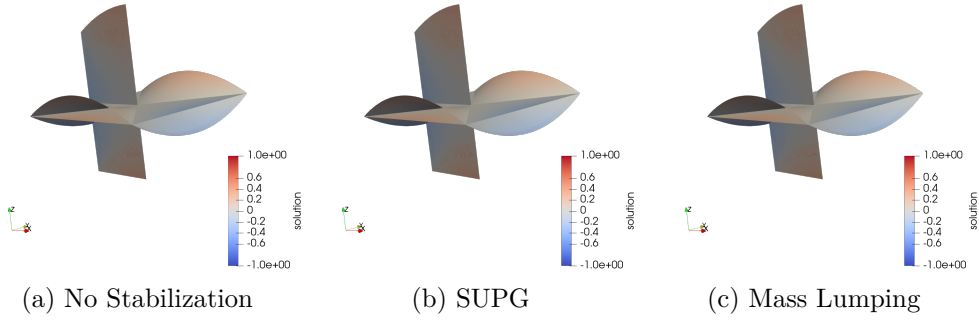 1.0e+00
0.6
0.4
0.2
0
-0.2
-0.4
-0.6
-1.0e+00
solution
Z
Y
X
1.0e+00
0.6
0.4
0.2
0
-0.2
-0.4
-0.6
-1.0e+00
solution
Z
Y
X
1.0e+00
0.6
0.4
0.2
0
-0.2
-0.4
-0.6
-1.0e+00
solution
Z
Y
X
(a) No Stabilization
(b) SUPG
(c) Mass Lumping